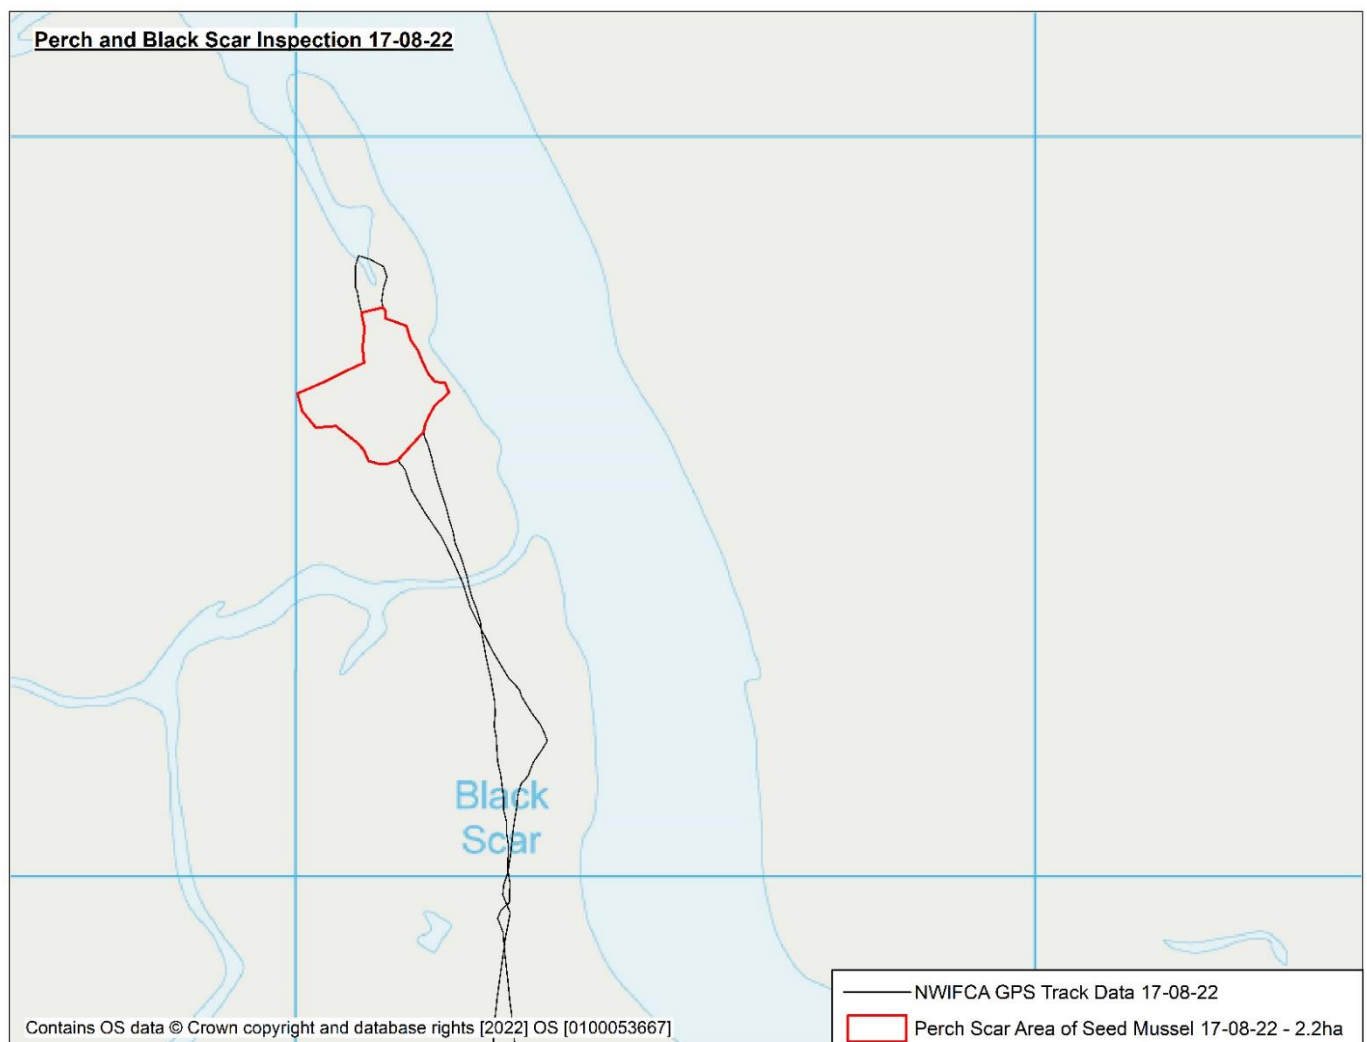 Perch and Black Scar Inspection 17-08-22
Black
Scar
NWIFCA GPS Track Data 17-08-22
Perch Scar Area of Seed Mussel 17-08-22 - 2.2ha
Contains OS data © Crown copyright and database rights [2022] OS [0100053667]